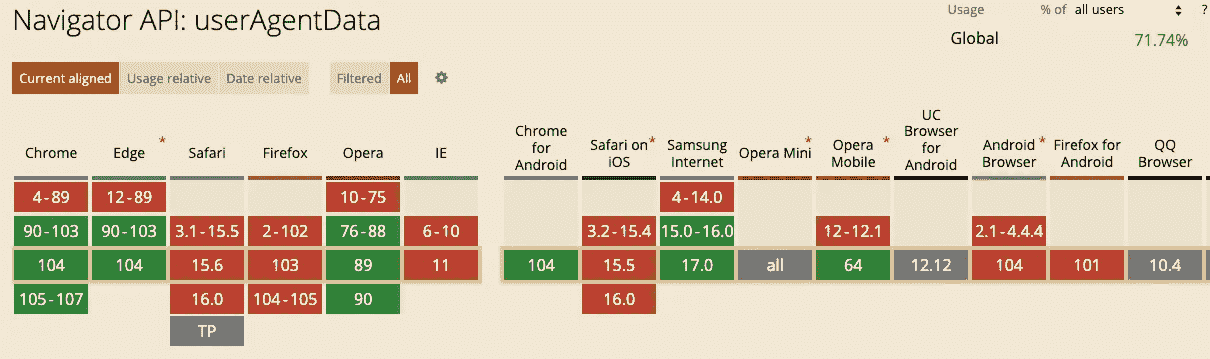 Navigator API: userAgentData
Usage % of all users ?
Global 71.74%
Current aligned Usage relative Date relative Filtered All
Chrome Edge * Safari Firefox Opera IE Chrome for Android Safari on iOS * Samsung Internet Opera Mini * Opera Mobile * UC Browser for Android Android Browser * Firefox for Android QQ Browser
4-89 12-89 10-75 4-14.0
90-103 90-103 3.1-15.5 2-102 76-88 6-10 3.2-15.4 15.0-16.0 12-12.1 2.1-4.4.4
104 104 15.6 103 89 11 104 15.5 17.0 all 64 12.12 104 101 10.4
105-107 16.0 104-105 90 16.0
TP